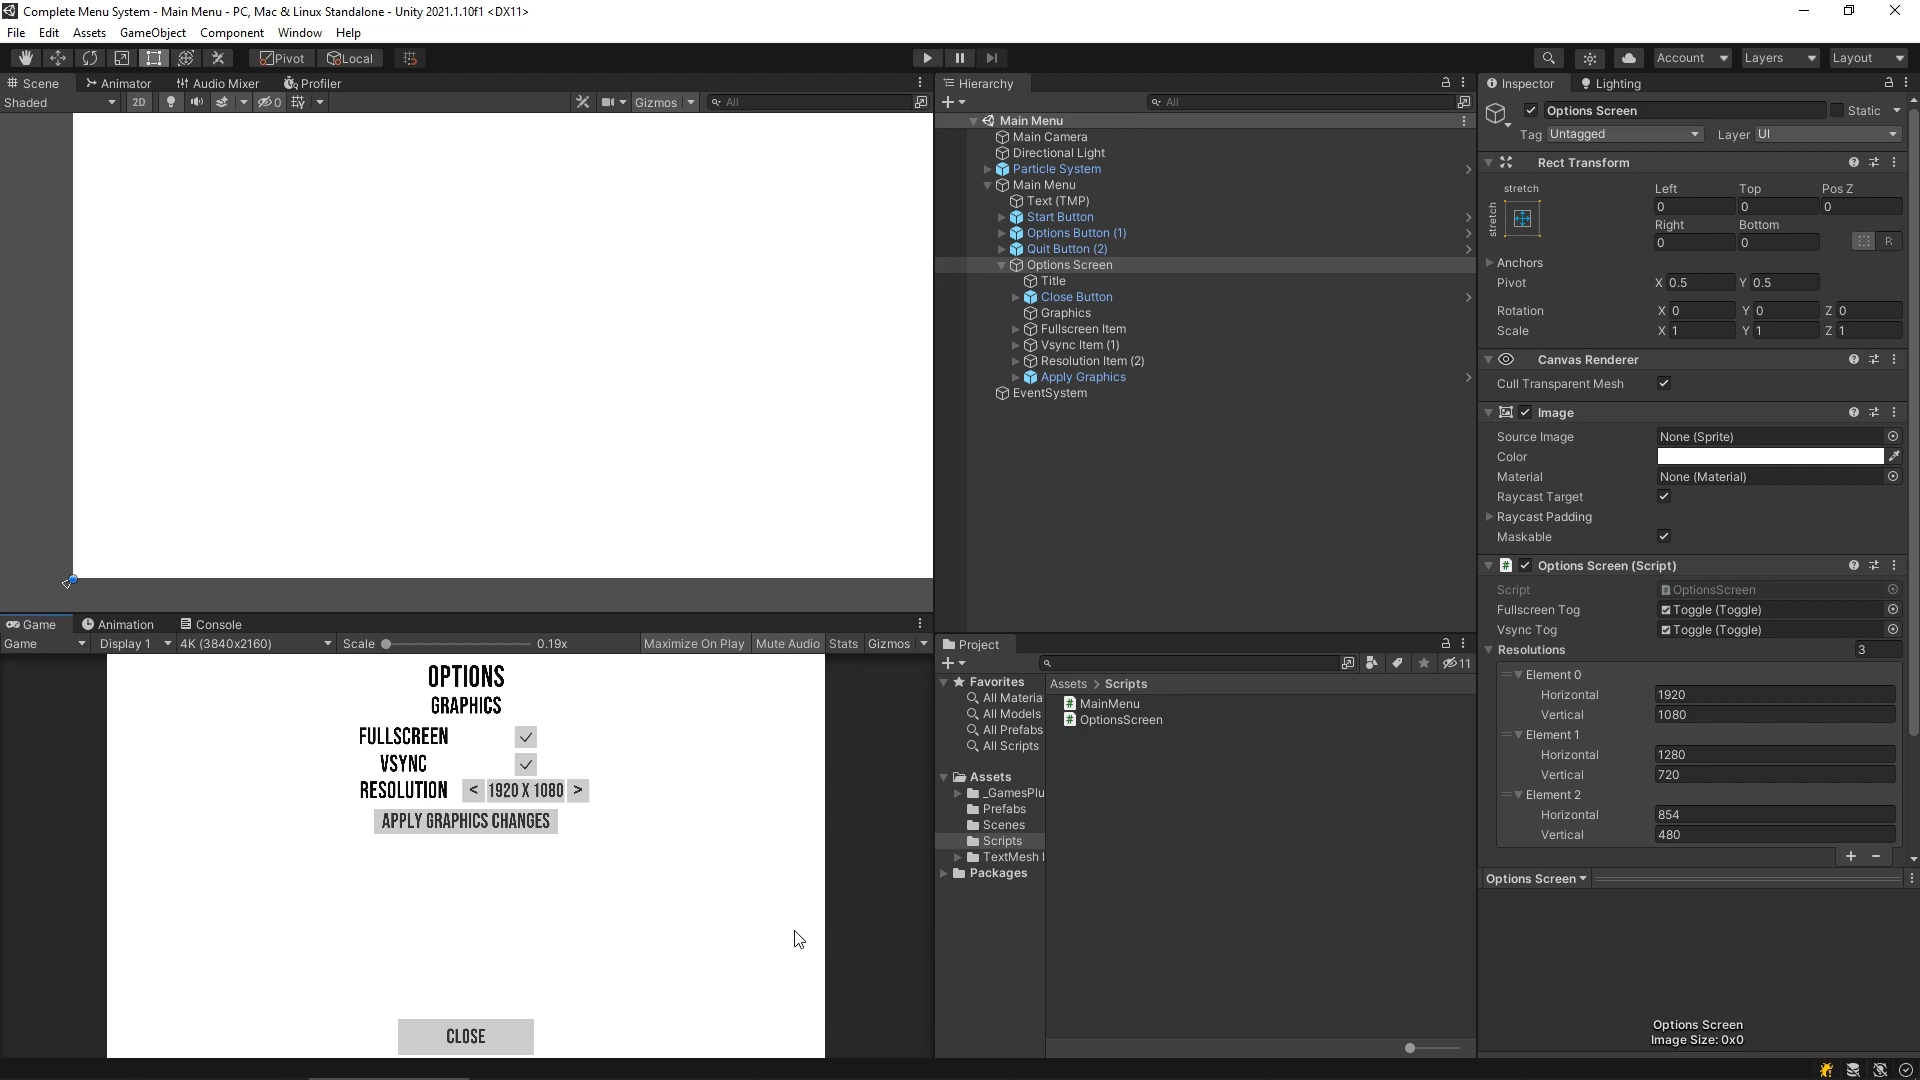 Complete Menu System - Main Menu - PC, Mac & Linux Standalone - Unity 2021.1.10f1 <DX11>
File Edit Assets GameObject Component Window Help
Pivot Local Account Layers Layout
Scene Animator Audio Mixer Profiler
Shaded 2D 0 Gizmos All
Hierarchy
All
Main Menu
Main Camera
Directional Light
Particle System
Main Menu
Text (TMP)
Start Button
Options Button (1)
Quit Button (2)
Options Screen
Title
Close Button
Graphics
Fullscreen Item
Vsync Item (1)
Resolution Item (2)
Apply Graphics
EventSystem
Inspector Lighting
Options Screen Static
Tag Untagged Layer UI
Rect Transform
stretch
stretch
Left Top Pos Z
0 0 0
Right Bottom
0 0 R
Anchors
Pivot X 0.5 Y 0.5
Rotation X 0 Y 0 Z 0
Scale X 1 Y 1 Z 1
Canvas Renderer
Cull Transparent Mesh
Image
Source Image None (Sprite)
Color
Material None (Material)
Raycast Target
Raycast Padding
Maskable
Options Screen (Script)
Script OptionsScreen
Fullscreen Tog Toggle (Toggle)
Vsync Tog Toggle (Toggle)
Resolutions 3
Element 0
Horizontal 1920
Vertical 1080
Element 1
Horizontal 1280
Vertical 720
Element 2
Horizontal 854
Vertical 480
+ -
Options Screen
Options Screen
Image Size: 0x0
Game Animation Console
Game Display 1 4K (3840x2160) Scale 0.19x Maximize On Play Mute Audio Stats Gizmos
OPTIONS
GRAPHICS
FULLSCREEN
VSYNC
RESOLUTION < 1920 X 1080 >
APPLY GRAPHICS CHANGES
CLOSE
Project
11
Favorites
All Materia
All Models
All Prefabs
All Scripts
Assets
_GamesPlu
Prefabs
Scenes
Scripts
TextMesh
Packages
Assets > Scripts
MainMenu
OptionsScreen